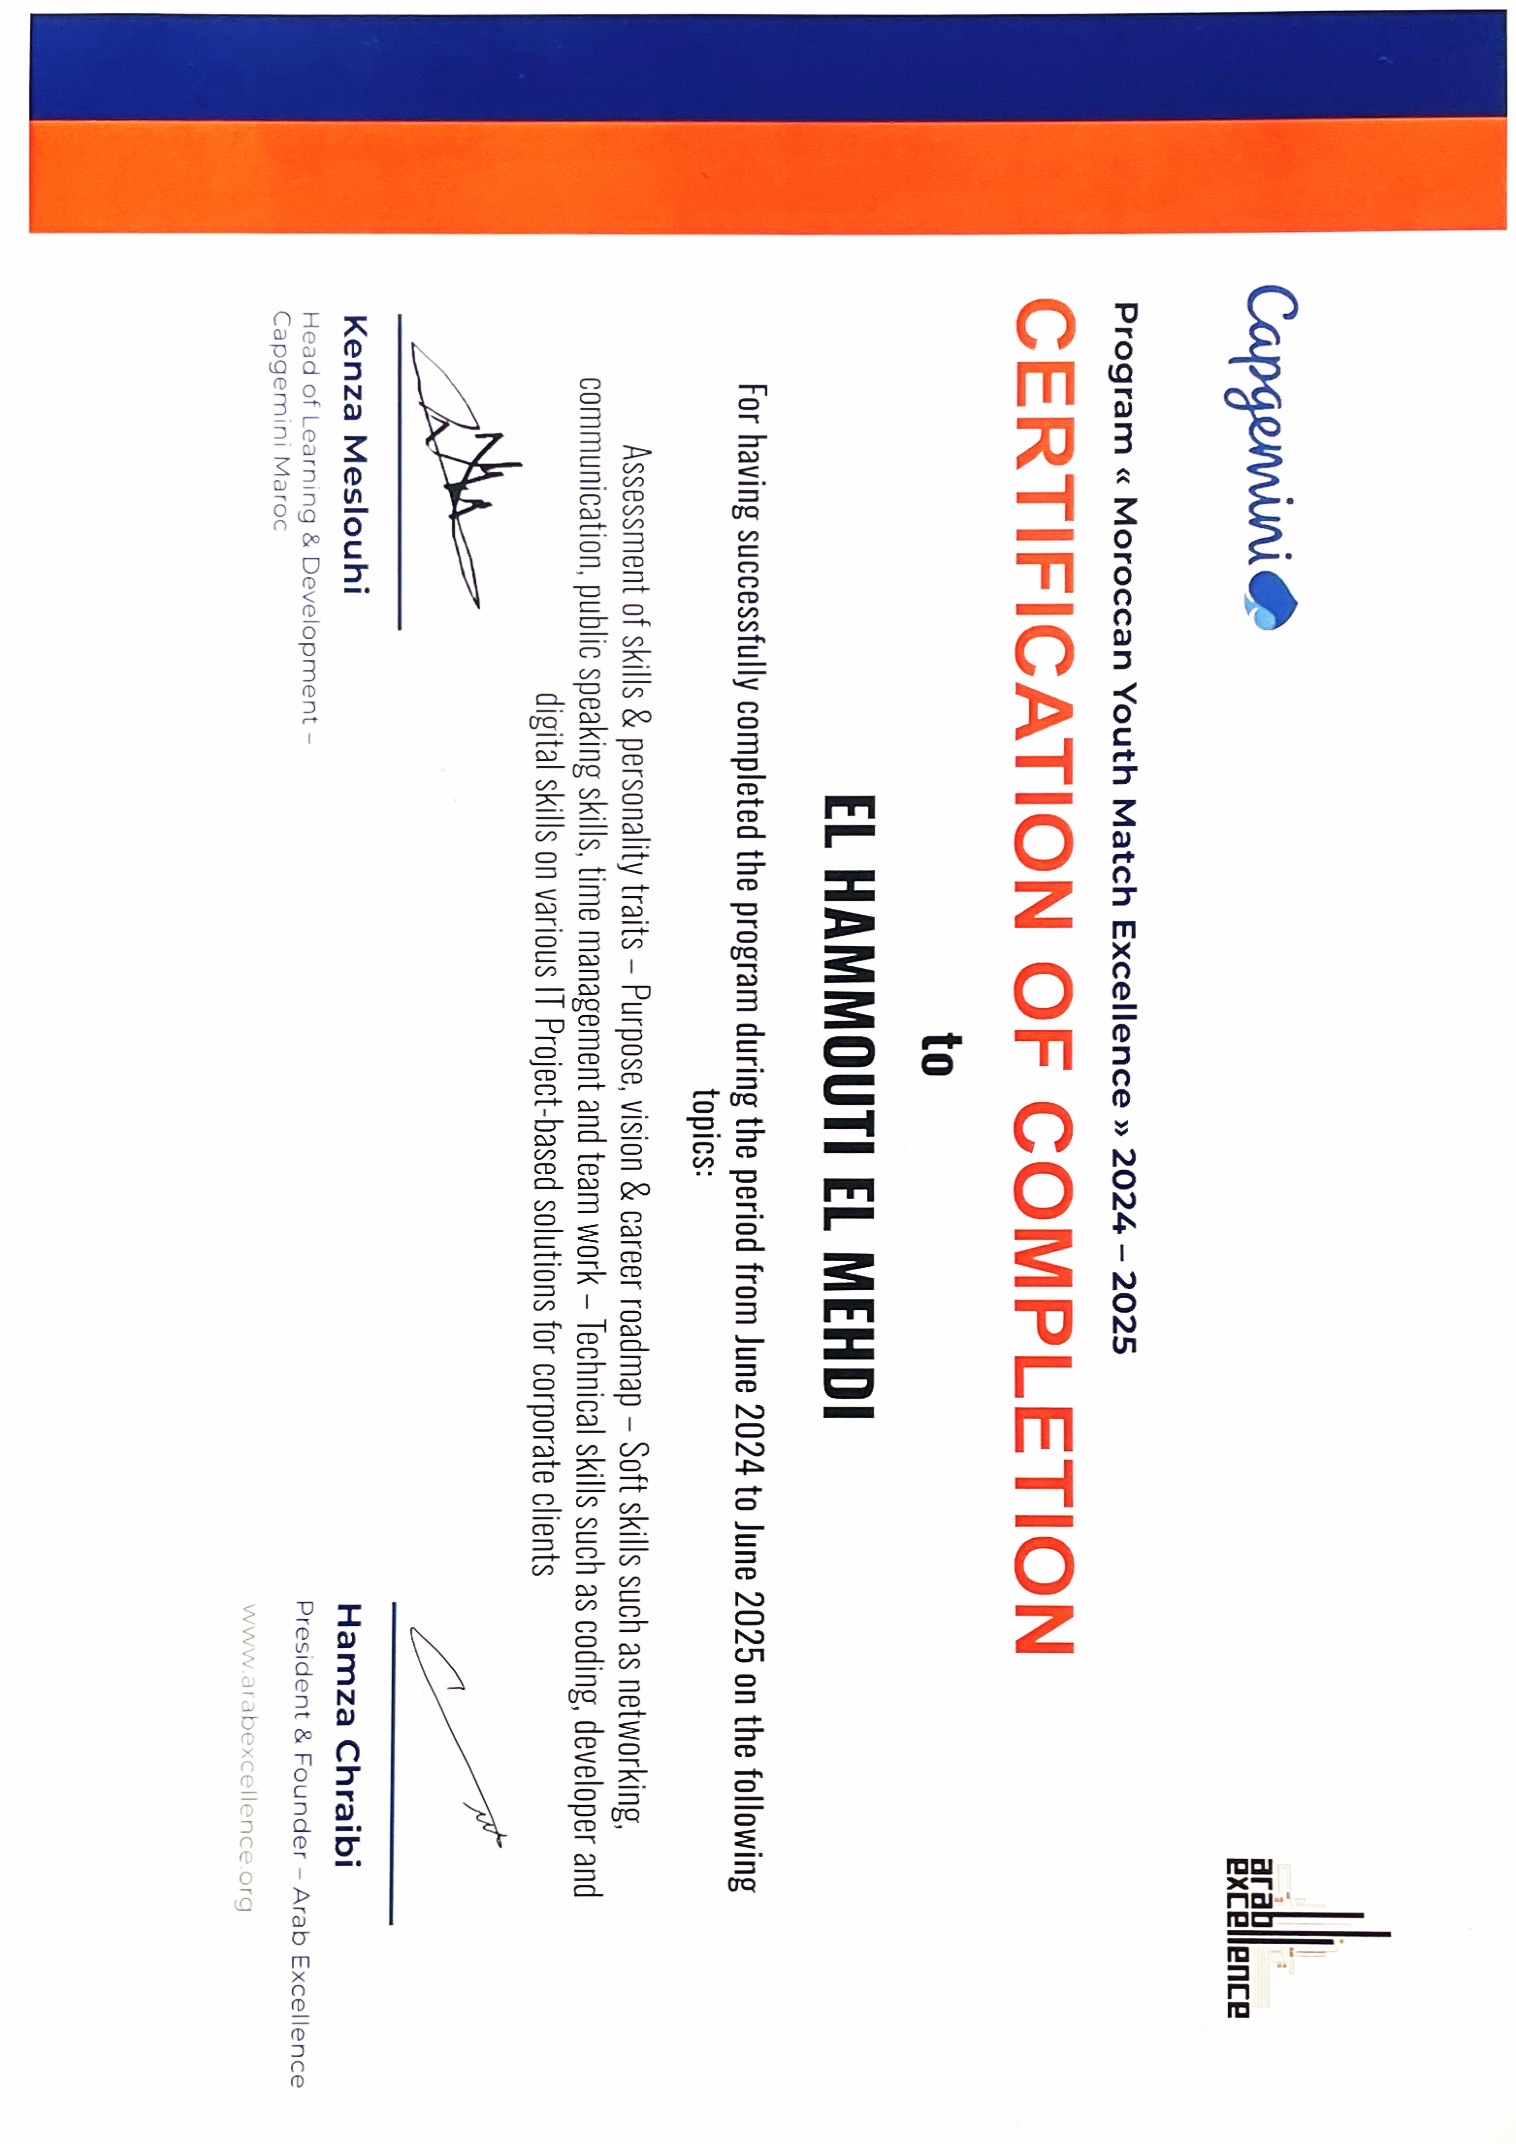 Capgemini
arab
excellence
Program « Moroccan Youth Match Excellence » 2024 – 2025
CERTIFICATION OF COMPLETION
to
EL HAMMOUTI EL MEHDI
For having successfully completed the program during the period from June 2024 to June 2025 on the following
topics:
Assessment of skills & personality traits – Purpose, vision & career roadmap – Soft skills such as networking,
communication, public speaking skills, time management and team work – Technical skills such as coding, developer and
digital skills on various IT Project-based solutions for corporate clients
Kenza Meslouhi
Head of Learning & Development –
Capgemini Maroc
Hamza Chraibi
President & Founder – Arab Excellence
www.arabexcellence.org